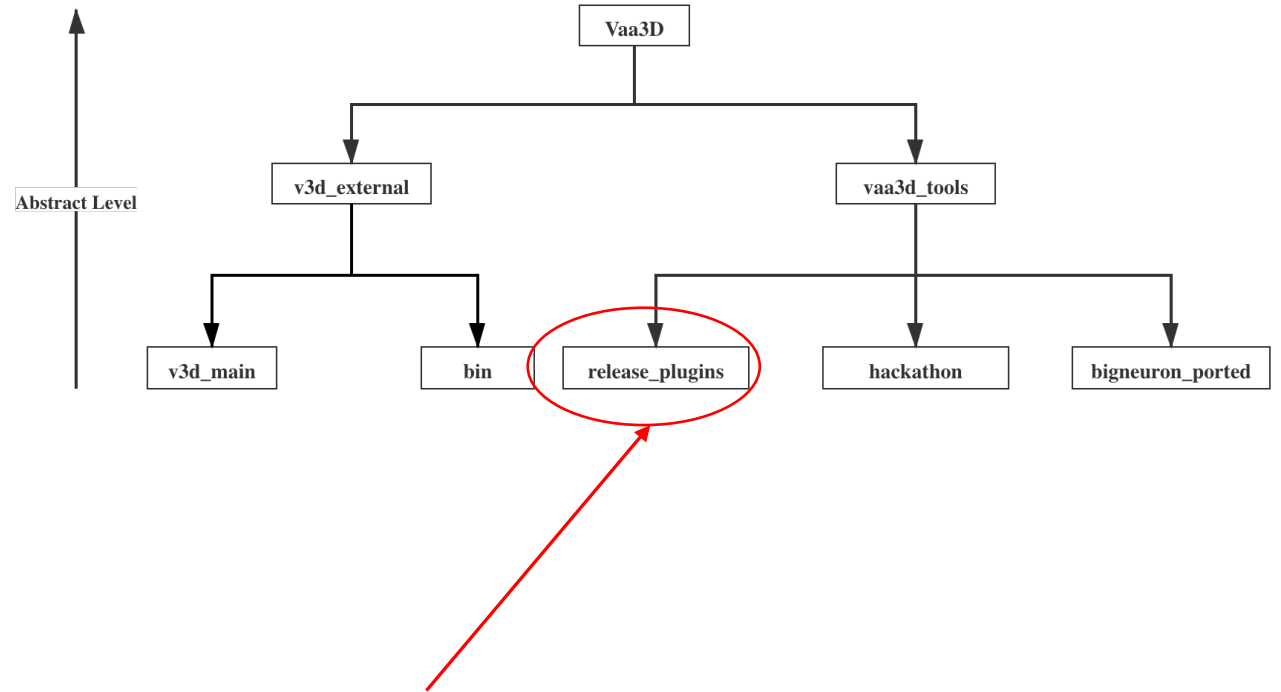 Vaa3D
v3d_external
vaa3d_tools
Abstract Level
v3d_main
bin
release_plugins
hackathon
bigneuron_ported